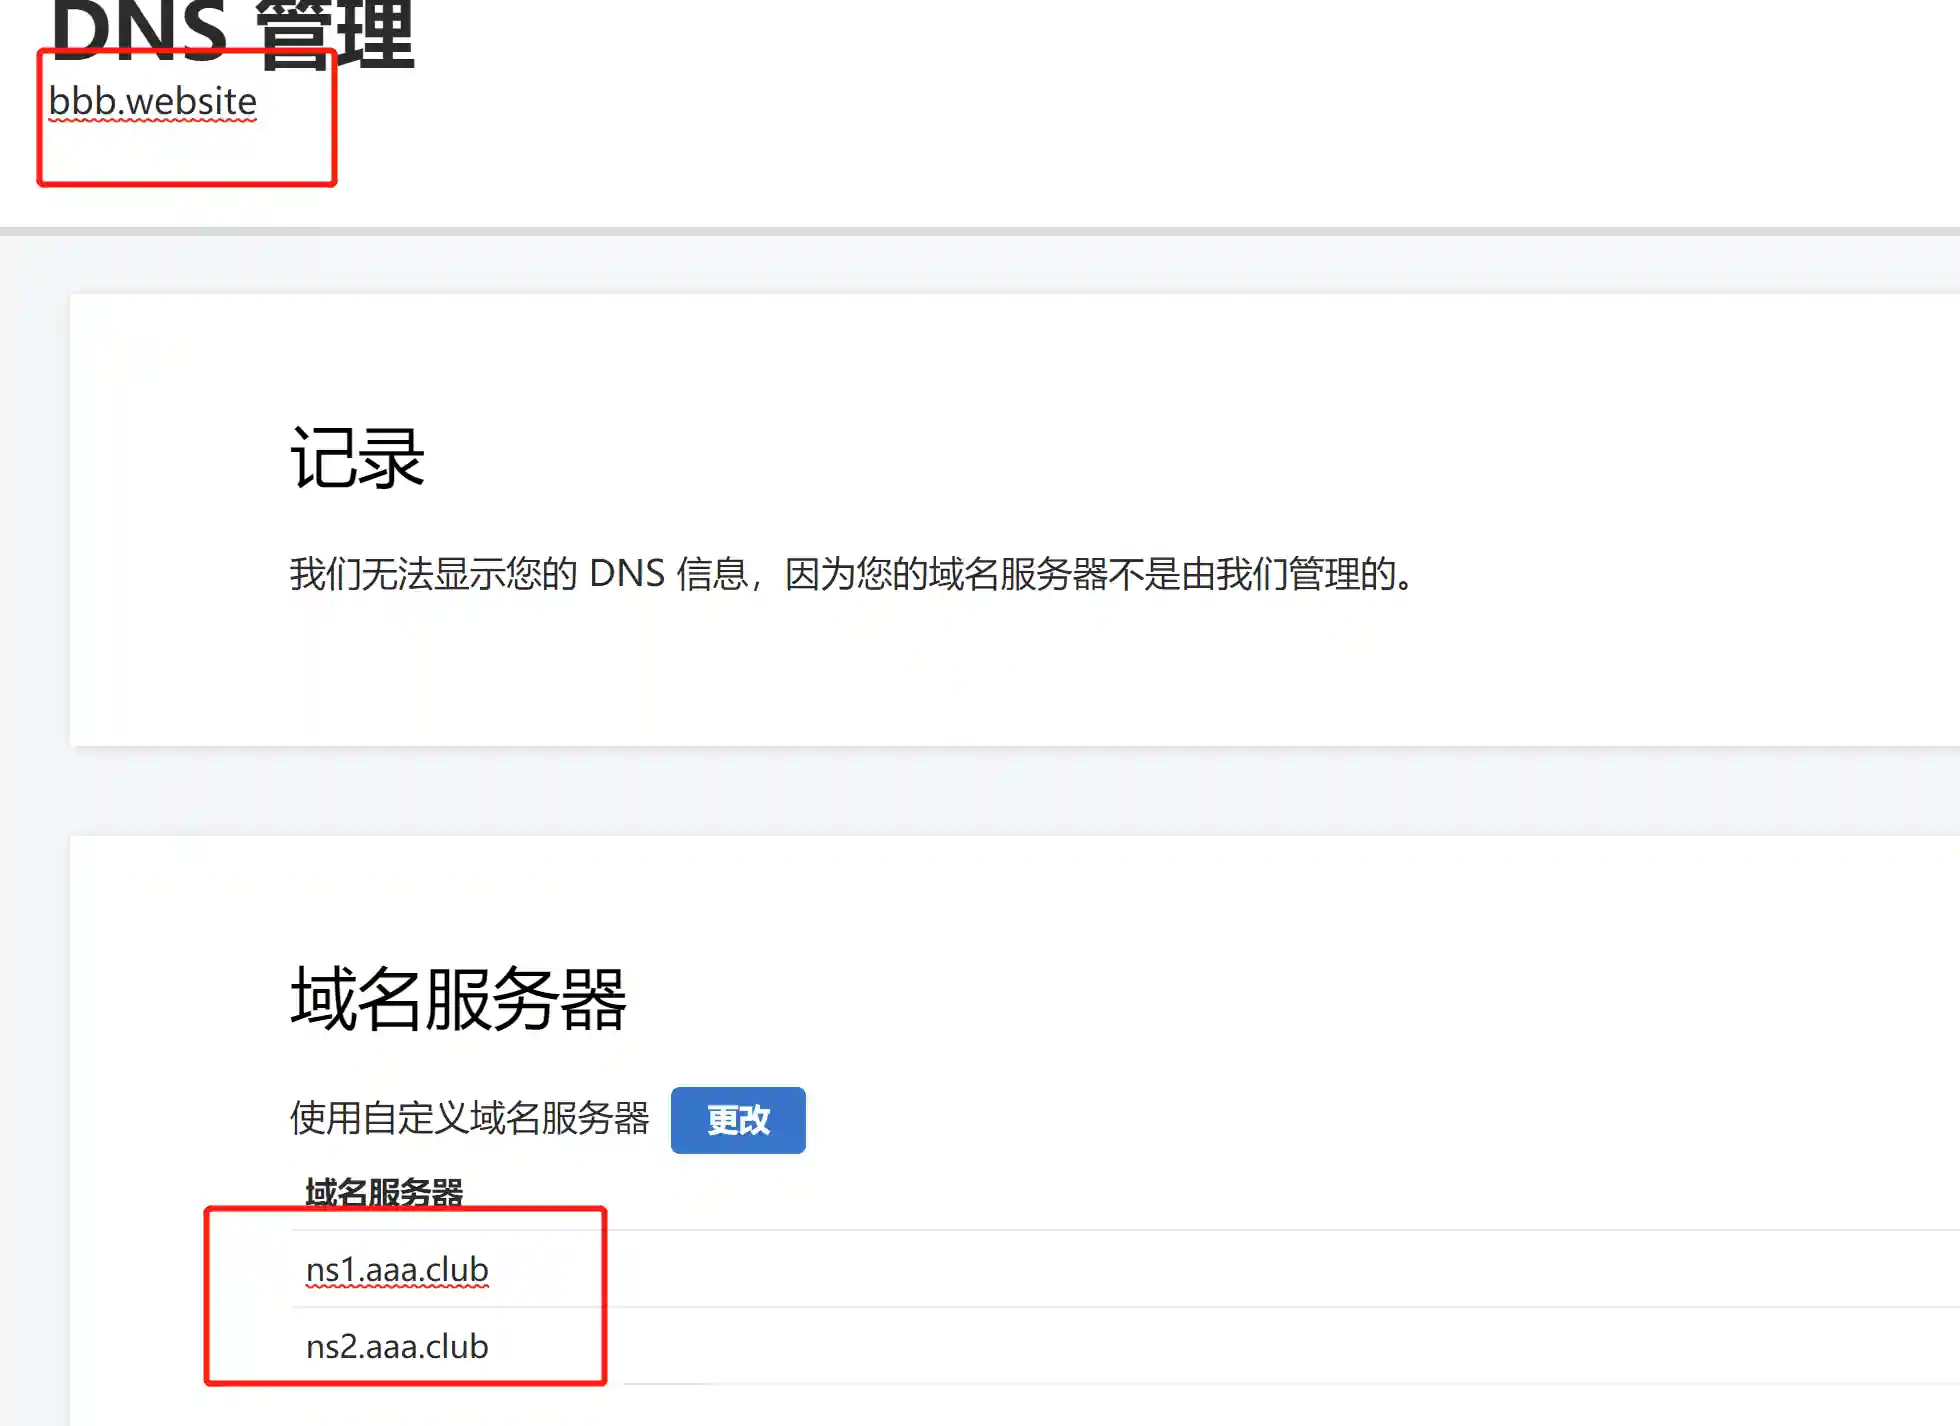 DNS 管理
bbb.website
记录
我们无法显示您的 DNS 信息，因为您的域名服务器不是由我们管理的。
域名服务器
使用自定义域名服务器 更改
域名服务器
ns1.aaa.club
ns2.aaa.club